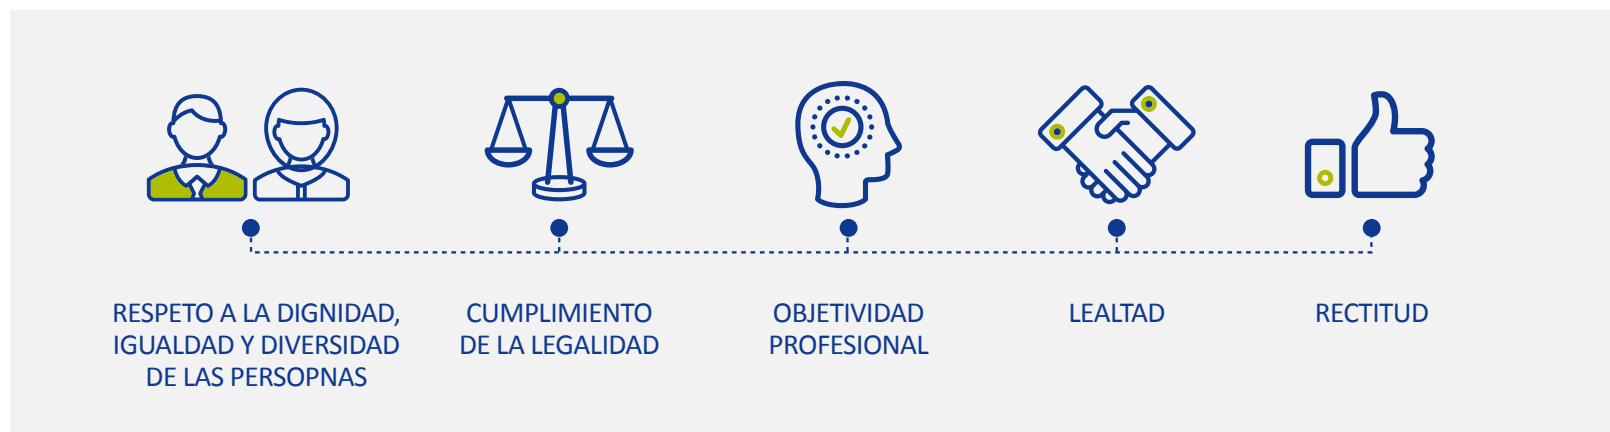 RESPETO A LA DIGNIDAD,
IGUALDAD Y DIVERSIDAD
DE LAS PERSOPNAS
CUMPLIMIENTO
DE LA LEGALIDAD
OBJETIVIDAD
PROFESIONAL
LEALTAD
RECTITUD